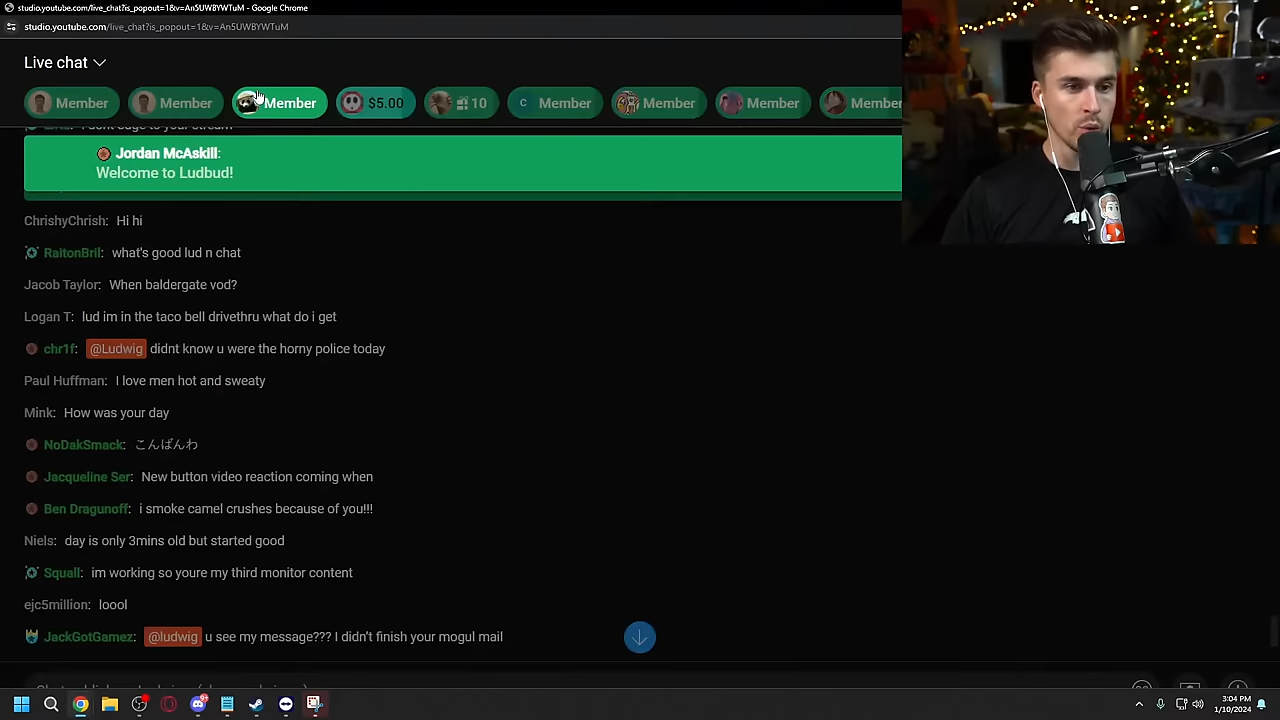 studio.youtube.com/live_chat?is_popout=1&v=An5UWBYWTuM - Google Chrome
studio.youtube.com/live_chat?is_popout=1&v=An5UWBYWTuM
Live chat
Member Member Member $5.00 10 C Member Member Member Member
Jordan McAskill:
Welcome to Ludbud!
ChrishyChrish: Hi hi
RaitonBril: what's good lud n chat
Jacob Taylor: When baldergate vod?
Logan T: lud im in the taco bell drivethru what do i get
chr1f: @Ludwig didnt know u were the horny police today
Paul Huffman: I love men hot and sweaty
Mink: How was your day
NoDakSmack: こんばんわ
Jacqueline Ser: New button video reaction coming when
Ben Dragunoff: i smoke camel crushes because of you!!!
Niels: day is only 3mins old but started good
Squall: im working so youre my third monitor content
ejc5million: loool
JackGotGamez: @ludwig u see my message??? I didn't finish your mogul mail
3:04 PM
1/10/2024